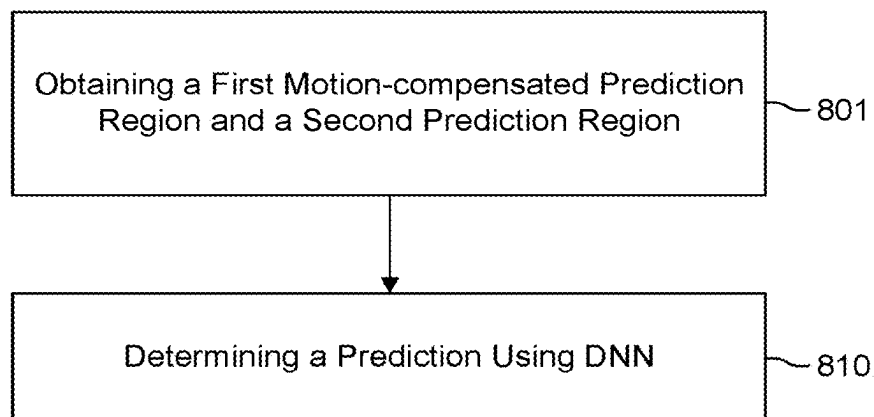 Obtaining a First Motion-compensated Prediction
Region and a Second Prediction Region
801
Determining a Prediction Using DNN
810